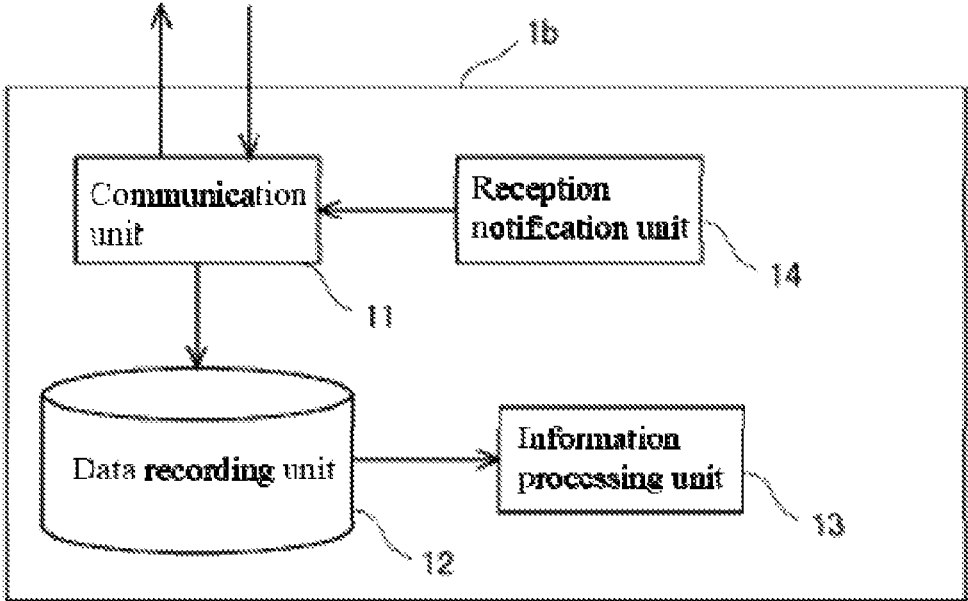 1b
Communication
unit
11
Reception
notification unit
14
Data recording unit
12
Information
processing unit
13